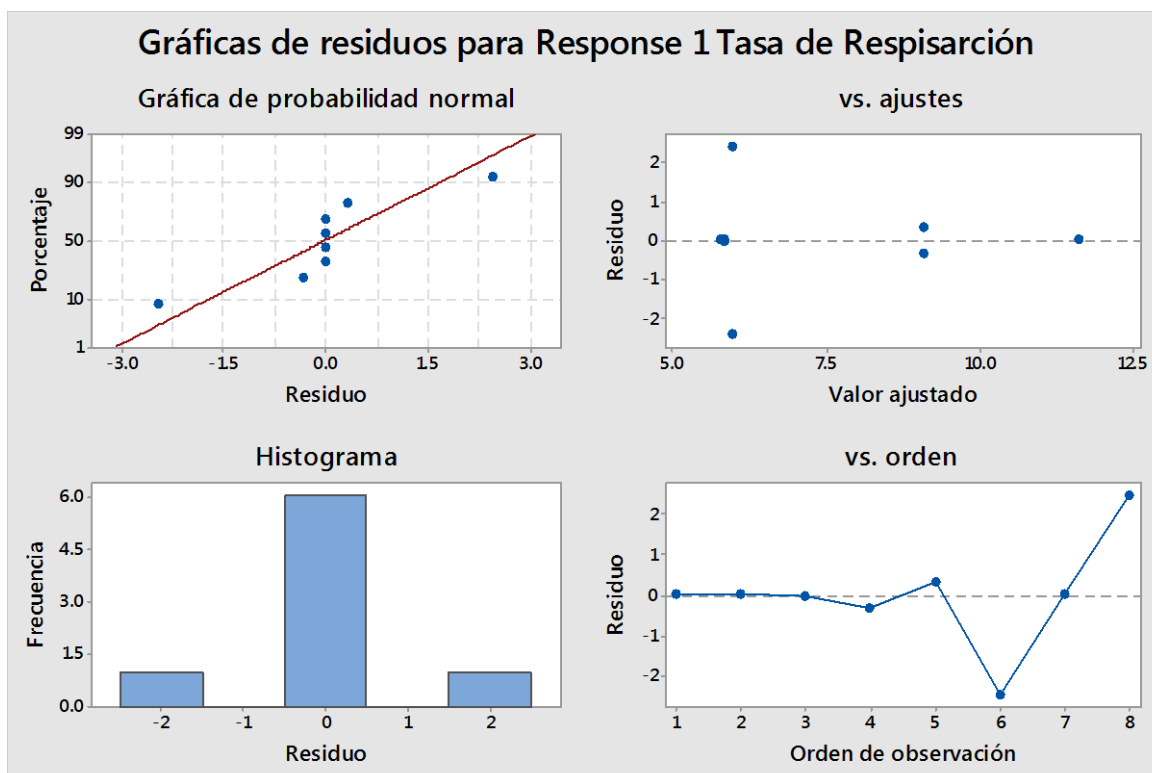 Gráficas de residuos para Response 1 Tasa de Respisarción
Gráfica de probabilidad normal
99
90
50
10
1
Porcentaje
-3.0 -1.5 0.0 1.5 3.0
Residuo
vs. ajustes
2
1
0
-1
-2
Residuo
5.0 7.5 10.0 12.5
Valor ajustado
Histograma
6.0
4.5
3.0
1.5
0.0
Frecuencia
-2 -1 0 1 2
Residuo
vs. orden
2
1
0
-1
-2
Residuo
1 2 3 4 5 6 7 8
Orden de observación